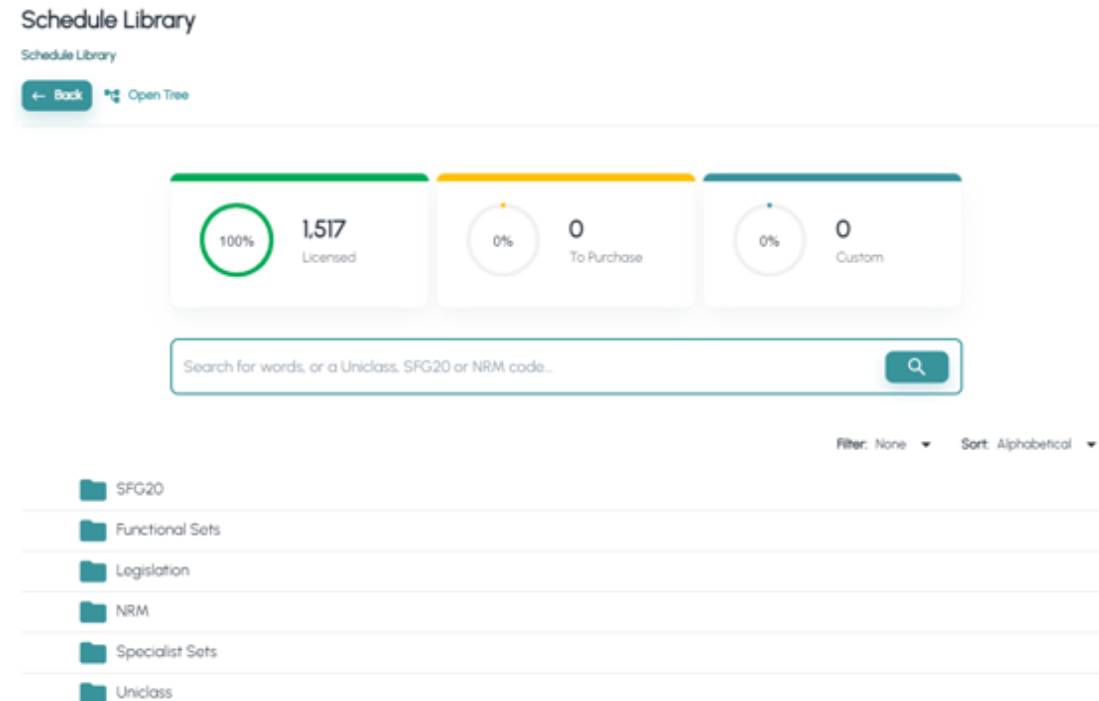 Schedule Library
Schedule Library
← Back Open Tree
100% 1,517 Licensed
0% 0 To Purchase
0% 0 Custom
Search for words, or a Uniclass, SFG20 or NRM code...
Filter: None Sort: Alphabetical
SFG20
Functional Sets
Legislation
NRM
Specialist Sets
Uniclass